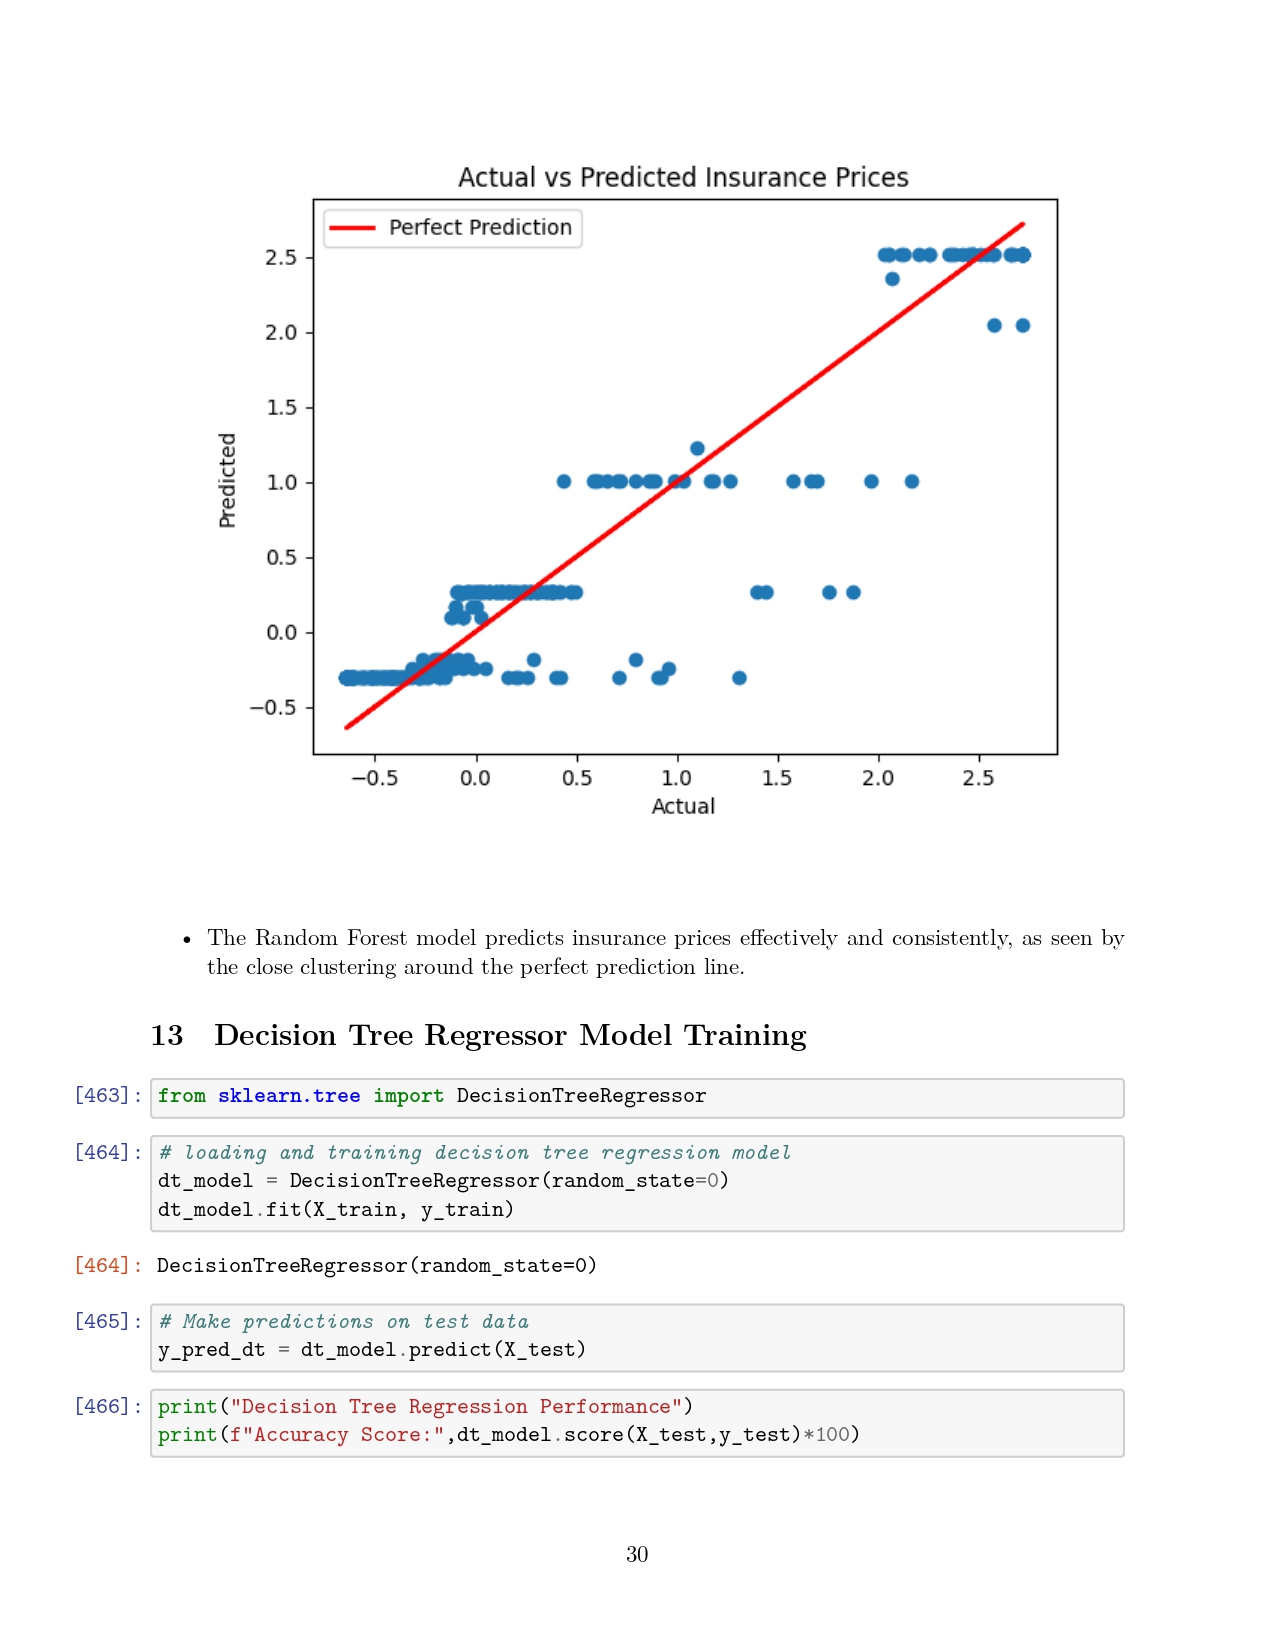 Actual vs Predicted Insurance Prices
Perfect Prediction
2.5
2.0
1.5
1.0
0.5
0.0
−0.5
Predicted
−0.5 0.0 0.5 1.0 1.5 2.0 2.5
Actual
• The Random Forest model predicts insurance prices effectively and consistently, as seen by
the close clustering around the perfect prediction line.
13 Decision Tree Regressor Model Training
[463]: from sklearn.tree import DecisionTreeRegressor
[464]: # loading and training decision tree regression model
dt_model = DecisionTreeRegressor(random_state=0)
dt_model.fit(X_train, y_train)
[464]: DecisionTreeRegressor(random_state=0)
[465]: # Make predictions on test data
y_pred_dt = dt_model.predict(X_test)
[466]: print("Decision Tree Regression Performance")
print(f"Accuracy Score:",dt_model.score(X_test,y_test)*100)
30